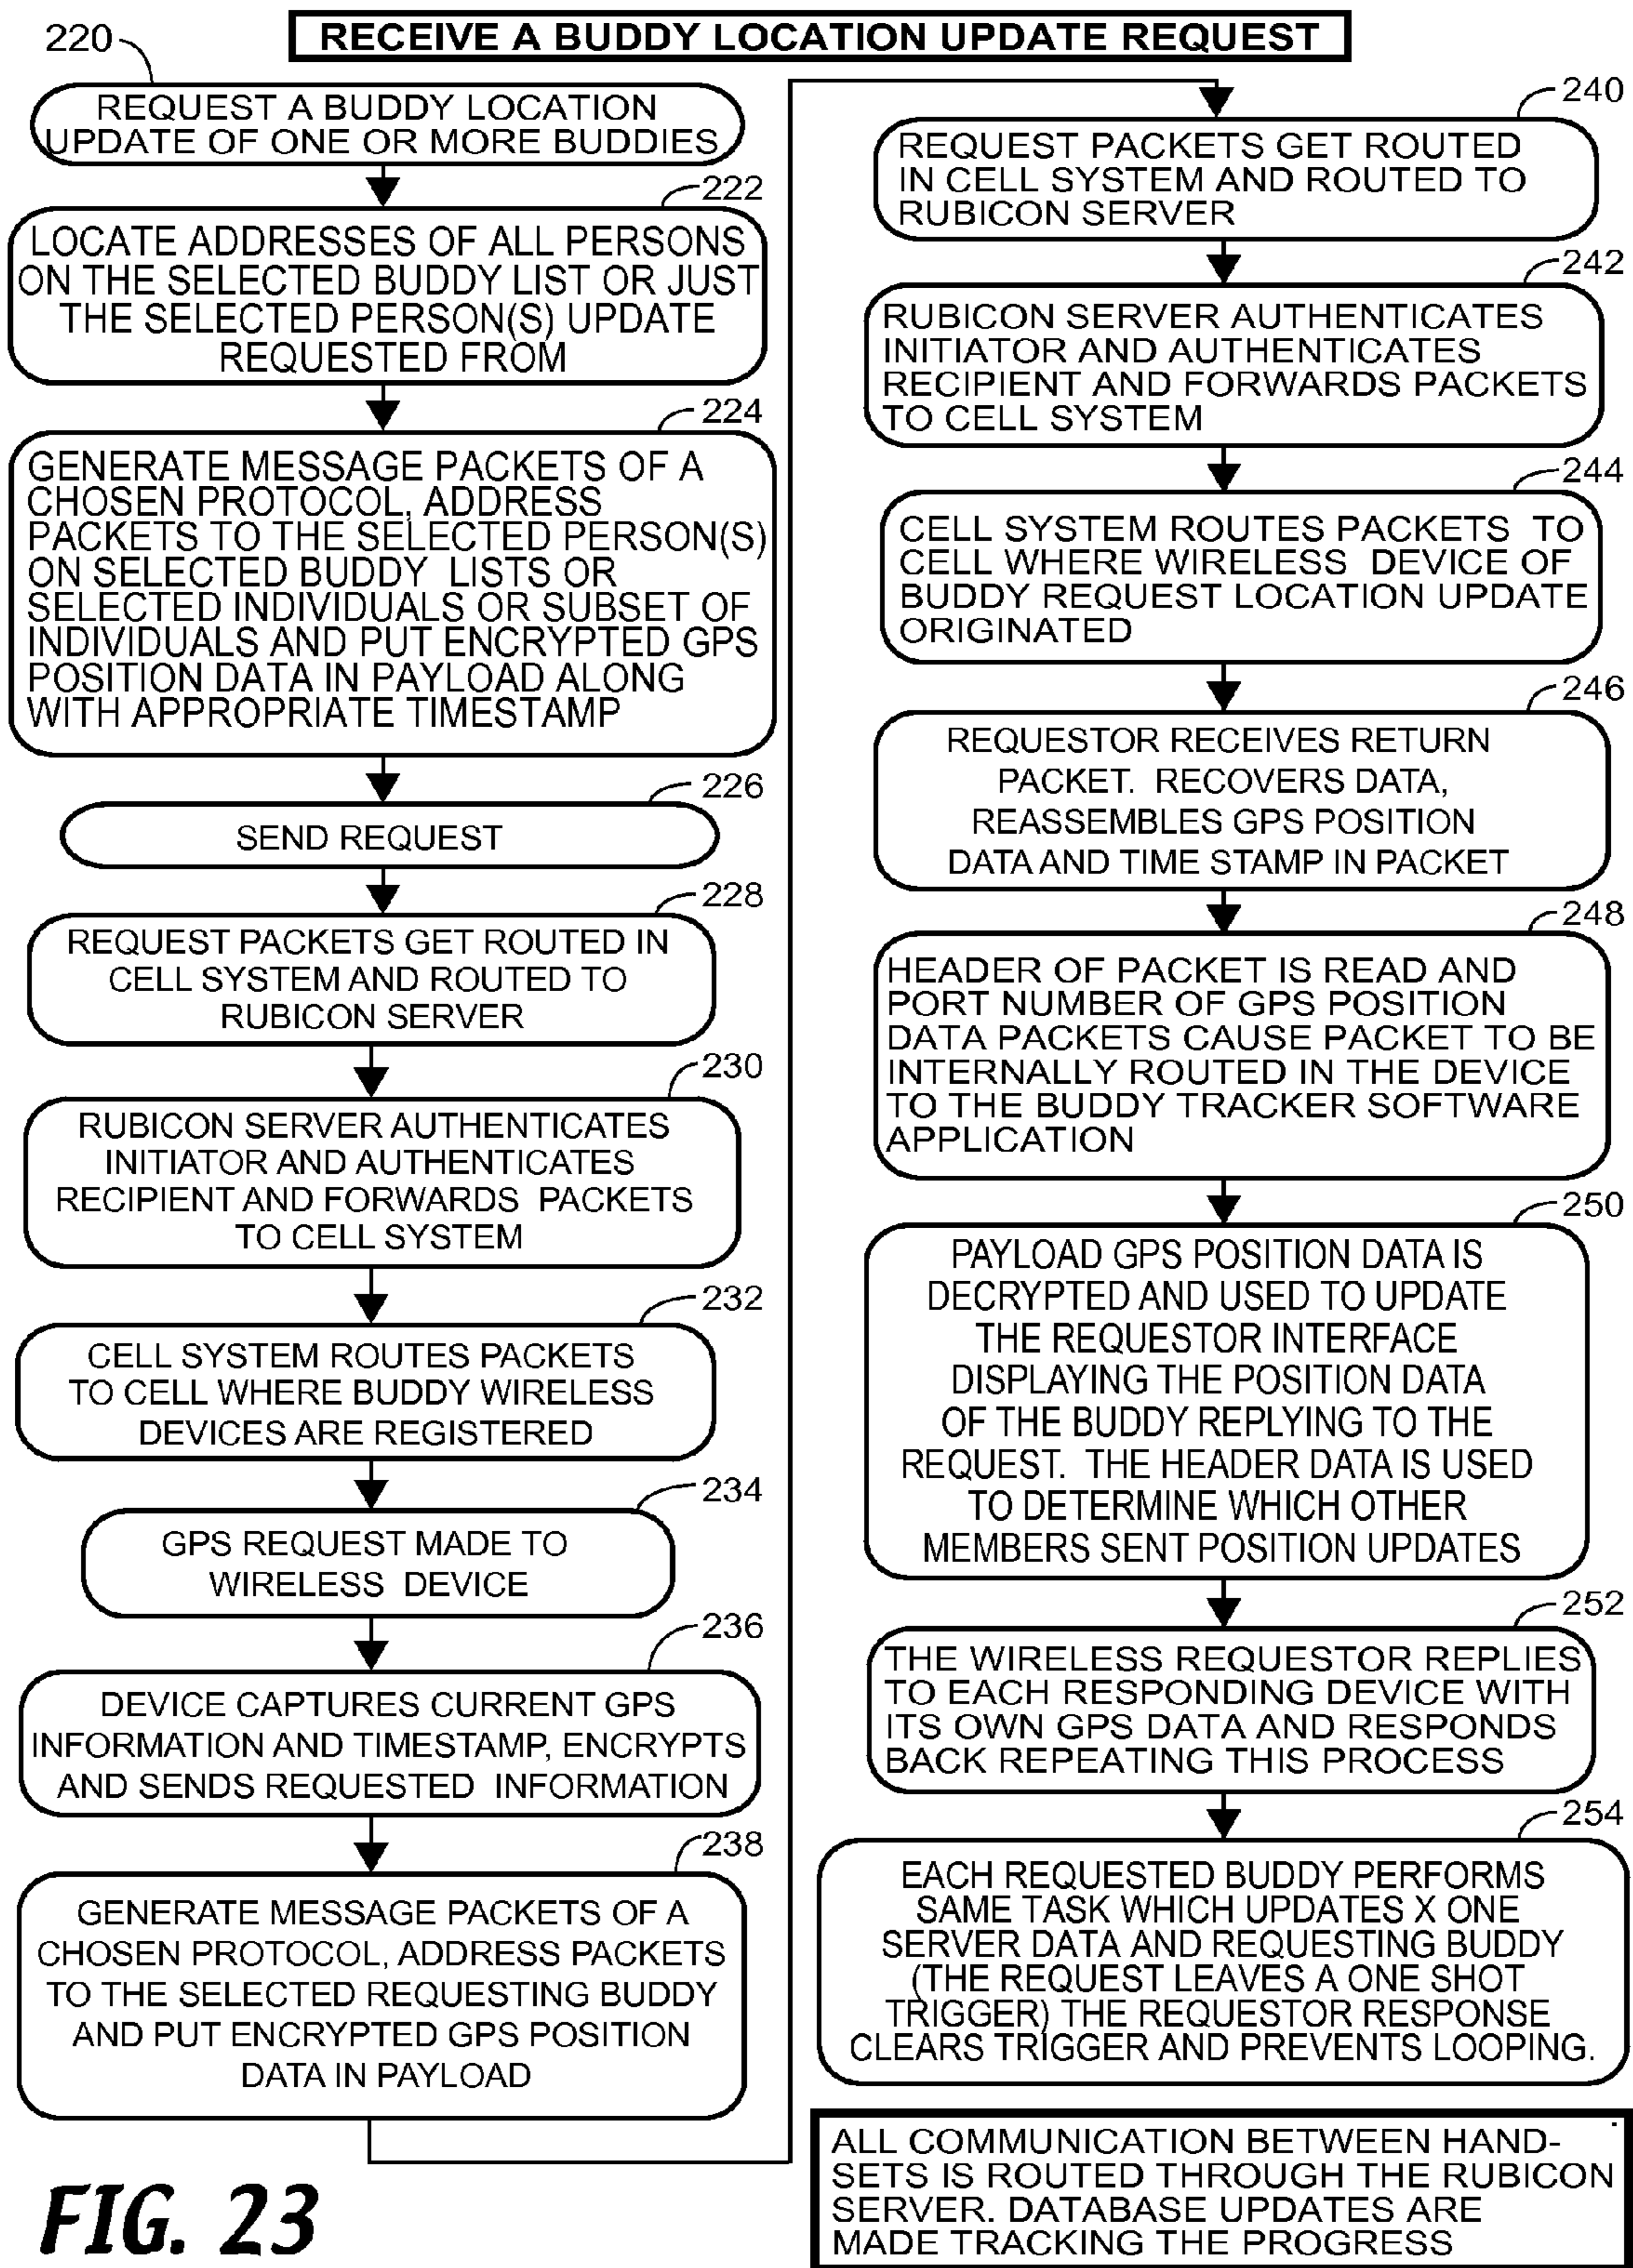 RECEIVE A BUDDY LOCATION UPDATE REQUEST
220
REQUEST A BUDDY LOCATION
UPDATE OF ONE OR MORE BUDDIES
222
LOCATE ADDRESSES OF ALL PERSONS
ON THE SELECTED BUDDY LIST OR JUST
THE SELECTED PERSON(S) UPDATE
REQUESTED FROM
224
GENERATE MESSAGE PACKETS OF A
CHOSEN PROTOCOL, ADDRESS
PACKETS TO THE SELECTED PERSON(S)
ON SELECTED BUDDY LISTS OR
SELECTED INDIVIDUALS OR SUBSET OF
INDIVIDUALS AND PUT ENCRYPTED GPS
POSITION DATA IN PAYLOAD ALONG
WITH APPROPRIATE TIMESTAMP
226
SEND REQUEST
228
REQUEST PACKETS GET ROUTED IN
CELL SYSTEM AND ROUTED TO
RUBICON SERVER
230
RUBICON SERVER AUTHENTICATES
INITIATOR AND AUTHENTICATES
RECIPIENT AND FORWARDS PACKETS
TO CELL SYSTEM
232
CELL SYSTEM ROUTES PACKETS
TO CELL WHERE BUDDY WIRELESS
DEVICES ARE REGISTERED
234
GPS REQUEST MADE TO
WIRELESS DEVICE
236
DEVICE CAPTURES CURRENT GPS
INFORMATION AND TIMESTAMP, ENCRYPTS
AND SENDS REQUESTED INFORMATION
238
GENERATE MESSAGE PACKETS OF A
CHOSEN PROTOCOL, ADDRESS PACKETS
TO THE SELECTED REQUESTING BUDDY
AND PUT ENCRYPTED GPS POSITION
DATA IN PAYLOAD
240
REQUEST PACKETS GET ROUTED
IN CELL SYSTEM AND ROUTED TO
RUBICON SERVER
242
RUBICON SERVER AUTHENTICATES
INITIATOR AND AUTHENTICATES
RECIPIENT AND FORWARDS PACKETS
TO CELL SYSTEM
244
CELL SYSTEM ROUTES PACKETS TO
CELL WHERE WIRELESS DEVICE OF
BUDDY REQUEST LOCATION UPDATE
ORIGINATED
246
REQUESTOR RECEIVES RETURN
PACKET. RECOVERS DATA,
REASSEMBLES GPS POSITION
DATA AND TIME STAMP IN PACKET
248
HEADER OF PACKET IS READ AND
PORT NUMBER OF GPS POSITION
DATA PACKETS CAUSE PACKET TO BE
INTERNALLY ROUTED IN THE DEVICE
TO THE BUDDY TRACKER SOFTWARE
APPLICATION
250
PAYLOAD GPS POSITION DATA IS
DECRYPTED AND USED TO UPDATE
THE REQUESTOR INTERFACE
DISPLAYING THE POSITION DATA
OF THE BUDDY REPLYING TO THE
REQUEST. THE HEADER DATA IS USED
TO DETERMINE WHICH OTHER
MEMBERS SENT POSITION UPDATES
252
THE WIRELESS REQUESTOR REPLIES
TO EACH RESPONDING DEVICE WITH
ITS OWN GPS DATA AND RESPONDS
BACK REPEATING THIS PROCESS
254
EACH REQUESTED BUDDY PERFORMS
SAME TASK WHICH UPDATES X ONE
SERVER DATA AND REQUESTING BUDDY
(THE REQUEST LEAVES A ONE SHOT
TRIGGER) THE REQUESTOR RESPONSE
CLEARS TRIGGER AND PREVENTS LOOPING.
ALL COMMUNICATION BETWEEN HAND-
SETS IS ROUTED THROUGH THE RUBICON
SERVER. DATABASE UPDATES ARE
MADE TRACKING THE PROGRESS
FIG. 23